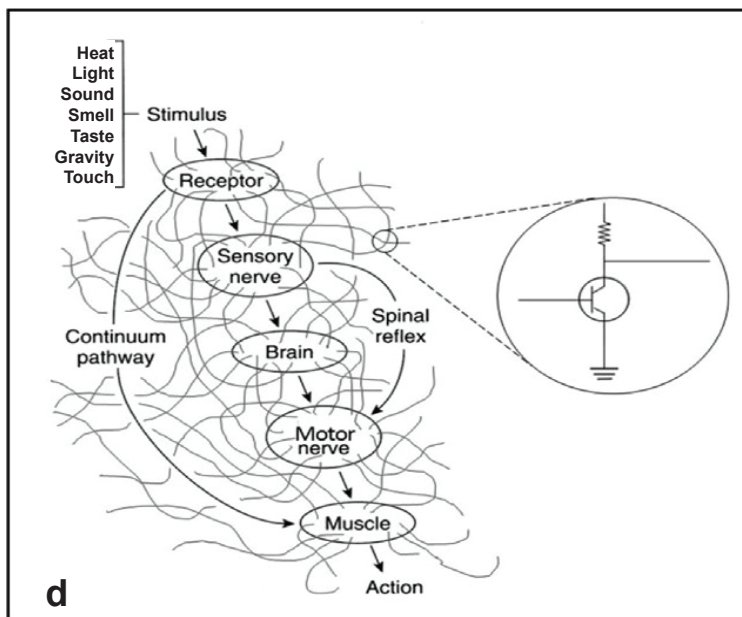 Heat
Light
Sound
Smell
Taste
Gravity
Touch
Stimulus
Receptor
Sensory
nerve
Continuum
pathway
Spinal
reflex
Brain
Motor
nerve
Muscle
Action
d